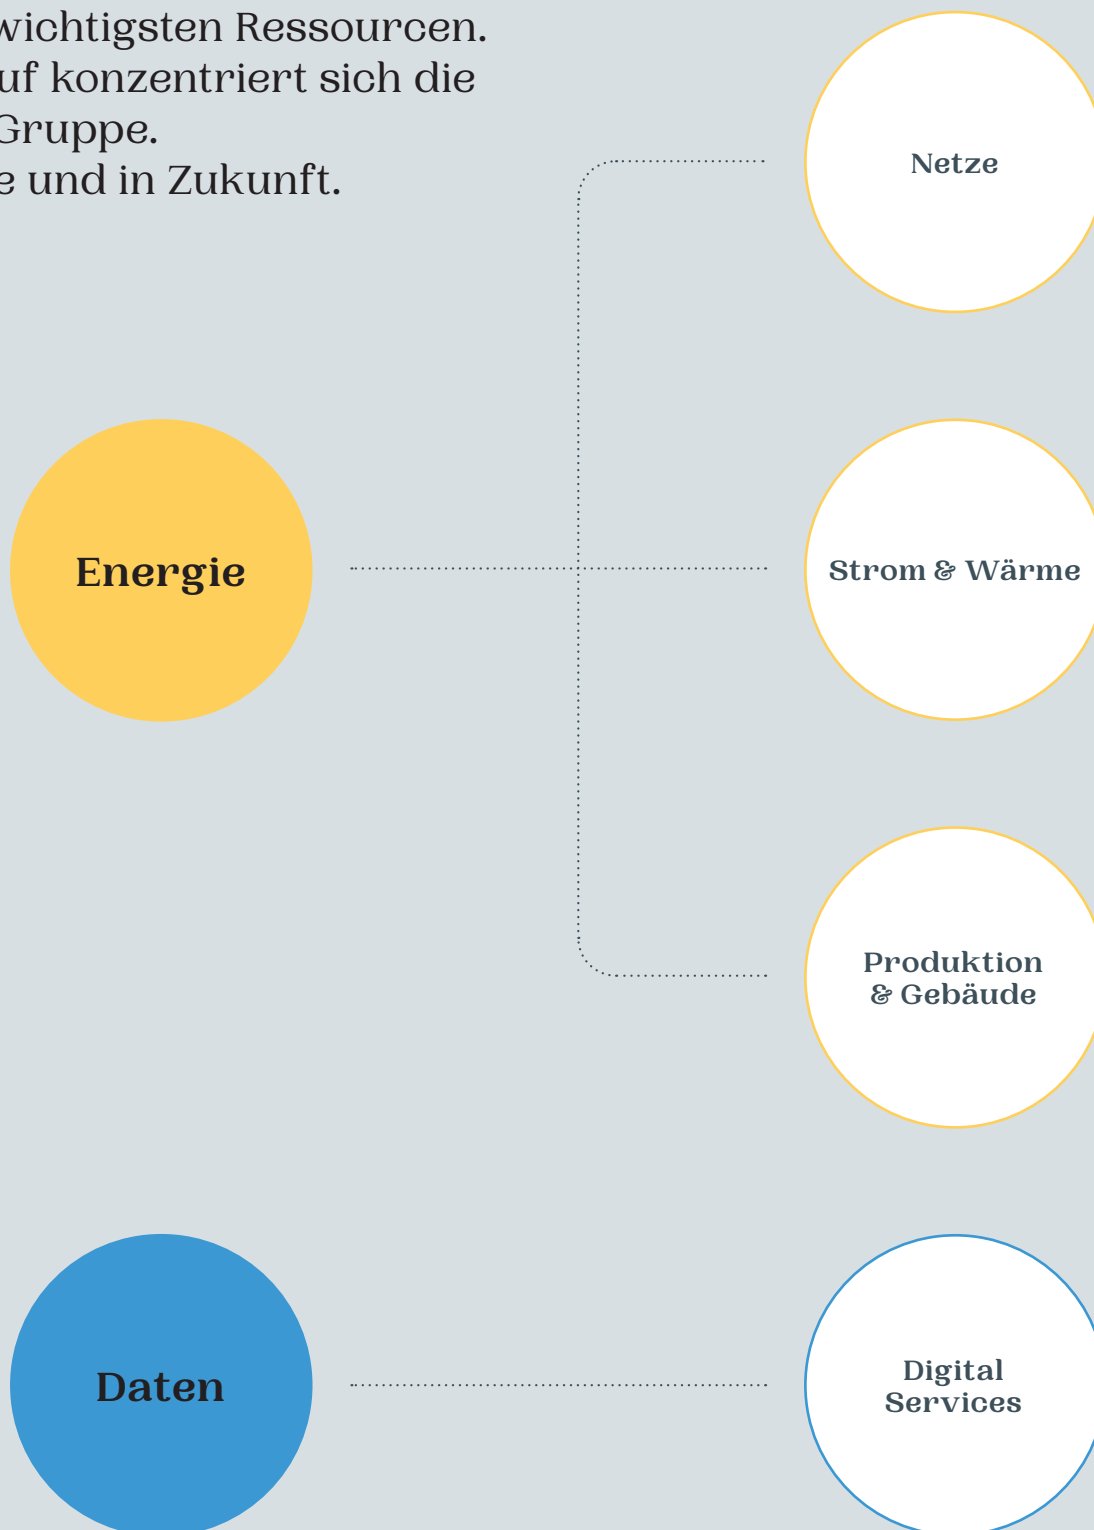 wichtigsten Ressourcen.
uf konzentriert sich die
Gruppe.
e und in Zukunft.
Netze
Energie
Strom & Wärme
Produktion
& Gebäude
Daten
Digital
Services